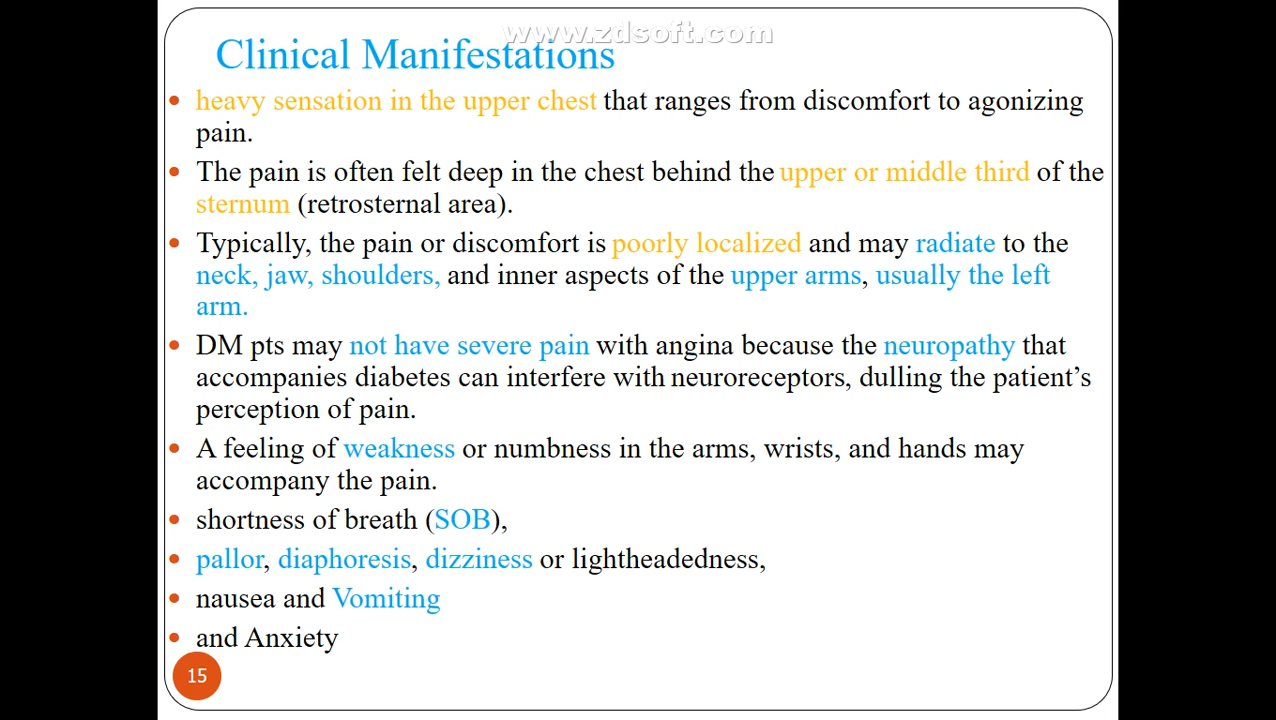 www.zdsoft.com
Clinical Manifestations
• heavy sensation in the upper chest that ranges from discomfort to agonizing
pain.
• The pain is often felt deep in the chest behind the upper or middle third of the
sternum (retrosternal area).
• Typically, the pain or discomfort is poorly localized and may radiate to the
neck, jaw, shoulders, and inner aspects of the upper arms, usually the left
arm.
• DM pts may not have severe pain with angina because the neuropathy that
accompanies diabetes can interfere with neuroreceptors, dulling the patient’s
perception of pain.
• A feeling of weakness or numbness in the arms, wrists, and hands may
accompany the pain.
• shortness of breath (SOB),
• pallor, diaphoresis, dizziness or lightheadedness,
• nausea and Vomiting
• and Anxiety
15